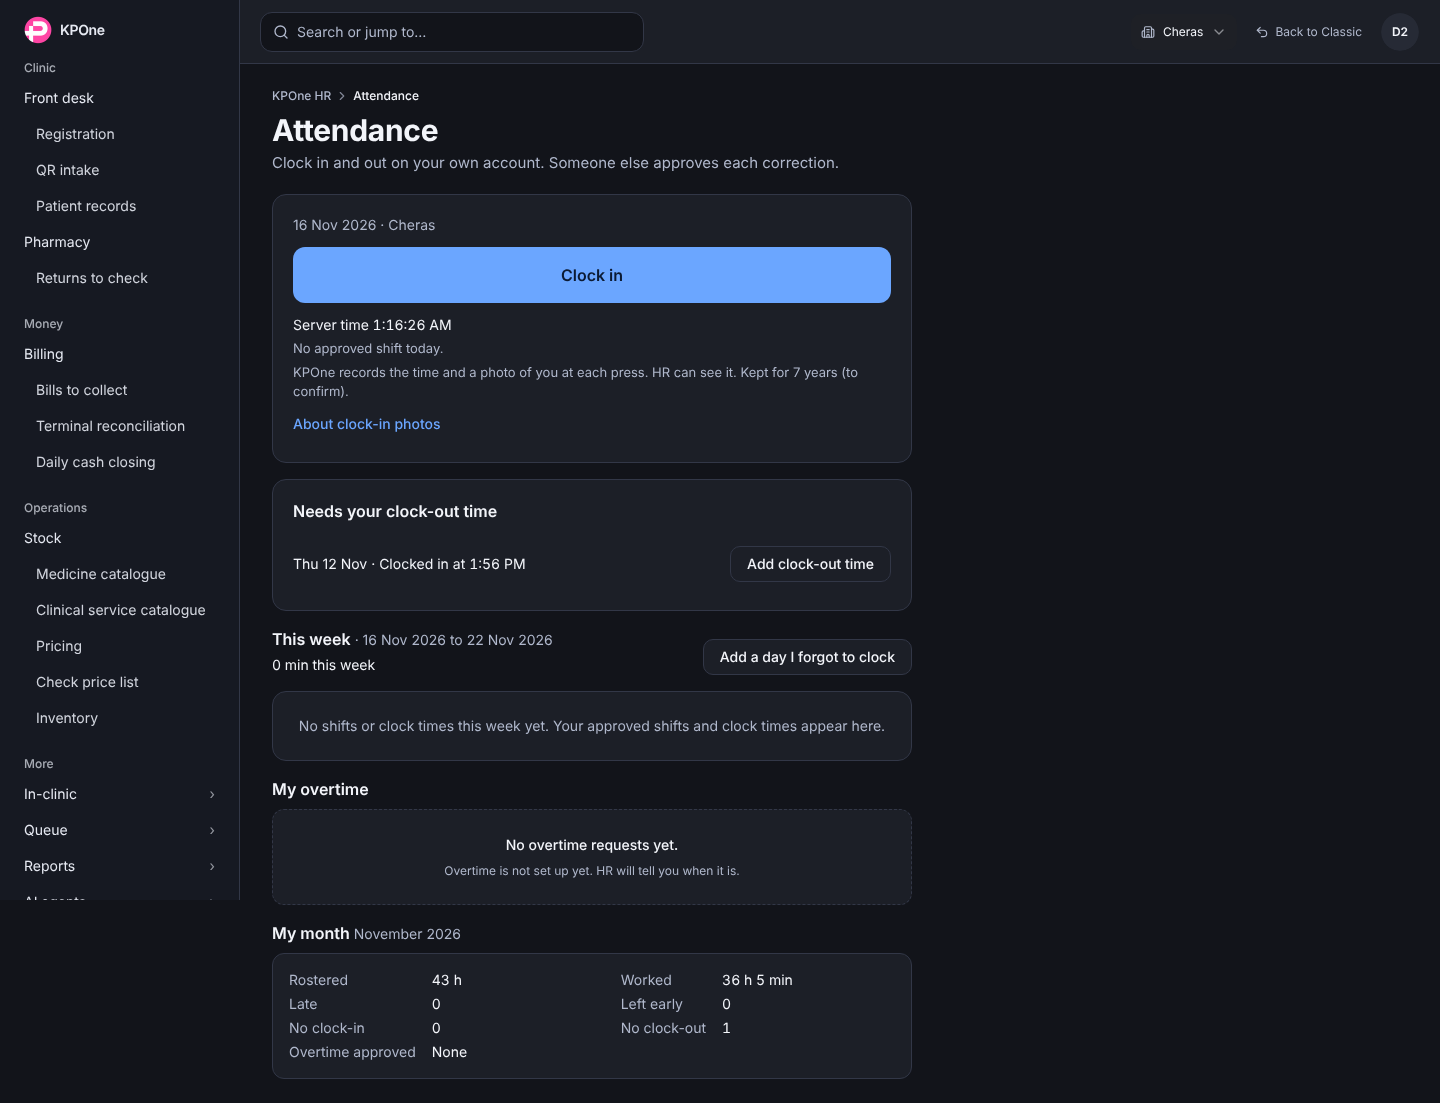 KPOne
Clinic
Front desk
Registration
QR intake
Patient records
Pharmacy
Returns to check
Money
Billing
Bills to collect
Terminal reconciliation
Daily cash closing
Operations
Stock
Medicine catalogue
Clinical service catalogue
Pricing
Check price list
Inventory
More
In-clinic
Queue
Reports
Search or jump to...
Cheras
Back to Classic
D2
KPOne HR > Attendance
Attendance
Clock in and out on your own account. Someone else approves each correction.
16 Nov 2026 · Cheras
Clock in
Server time 1:16:26 AM
No approved shift today.
KPOne records the time and a photo of you at each press. HR can see it. Kept for 7 years (to
confirm).
About clock-in photos
Needs your clock-out time
Thu 12 Nov · Clocked in at 1:56 PM
Add clock-out time
This week · 16 Nov 2026 to 22 Nov 2026
0 min this week
Add a day I forgot to clock
No shifts or clock times this week yet. Your approved shifts and clock times appear here.
My overtime
No overtime requests yet.
Overtime is not set up yet. HR will tell you when it is.
My month November 2026
Rostered 43 h Worked 36 h 5 min
Late 0 Left early 0
No clock-in 0 No clock-out 1
Overtime approved None